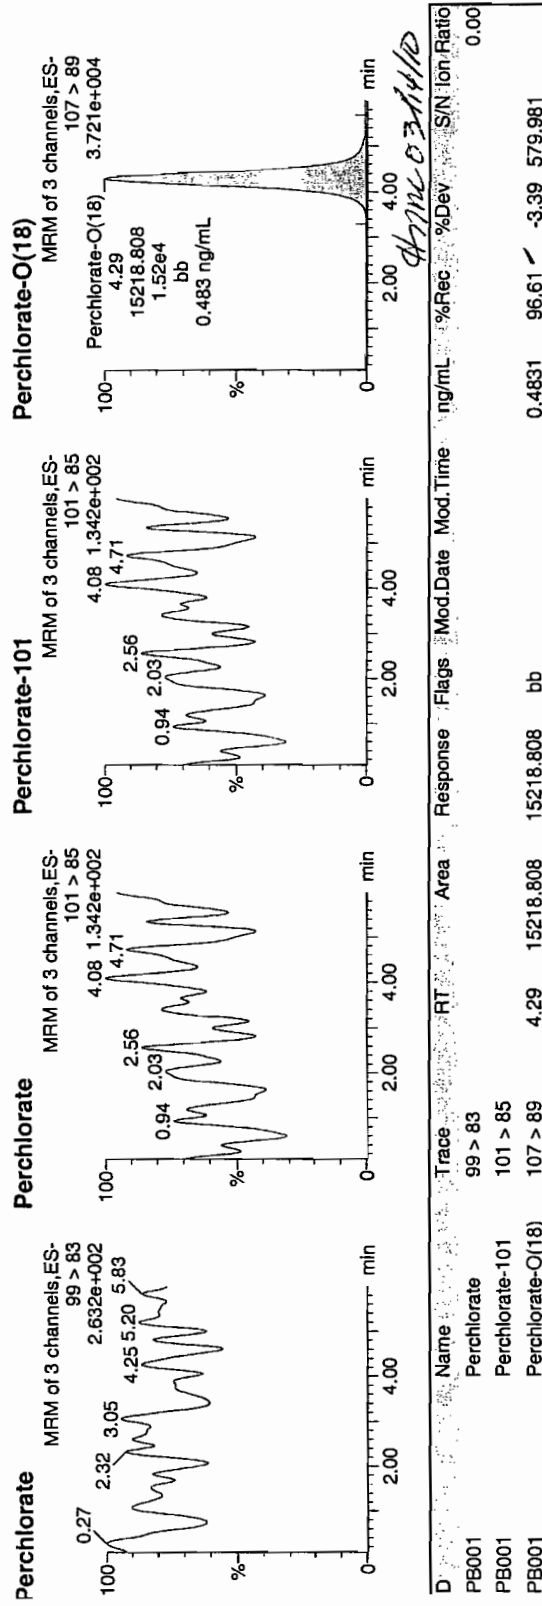 Perchlorate
MRM of 3 channels,ES-
99 > 83
2.632e+002
100
0.27
2.32
3.05
4.25
5.20
5.83
%
0
2.00
4.00
min
Perchlorate
MRM of 3 channels,ES-
101 > 85
1.342e+002
100
0.94
2.03
2.56
4.08
4.71
%
0
2.00
4.00
min
Perchlorate-101
MRM of 3 channels,ES-
101 > 85
1.342e+002
100
0.94
2.03
2.56
4.08
4.71
%
0
2.00
4.00
min
Perchlorate-O(18)
MRM of 3 channels,ES-
107 > 89
3.721e+004
100
Perchlorate-O(18)
4.29
15218.808
1.52e4
bb
0.483 ng/mL
%
0
2.00
4.00
min
03/14/10
D Name Trace RT Area Response Flags Mod.Date Mod.Time ng/mL %Rec %Dev S/N Ion Ratio
PB001 Perchlorate 99 > 83 0.00
PB001 Perchlorate-101 101 > 85
PB001 Perchlorate-O(18) 107 > 89 4.29 15218.808 15218.808 bb 0.4831 96.61 -3.39 579.981